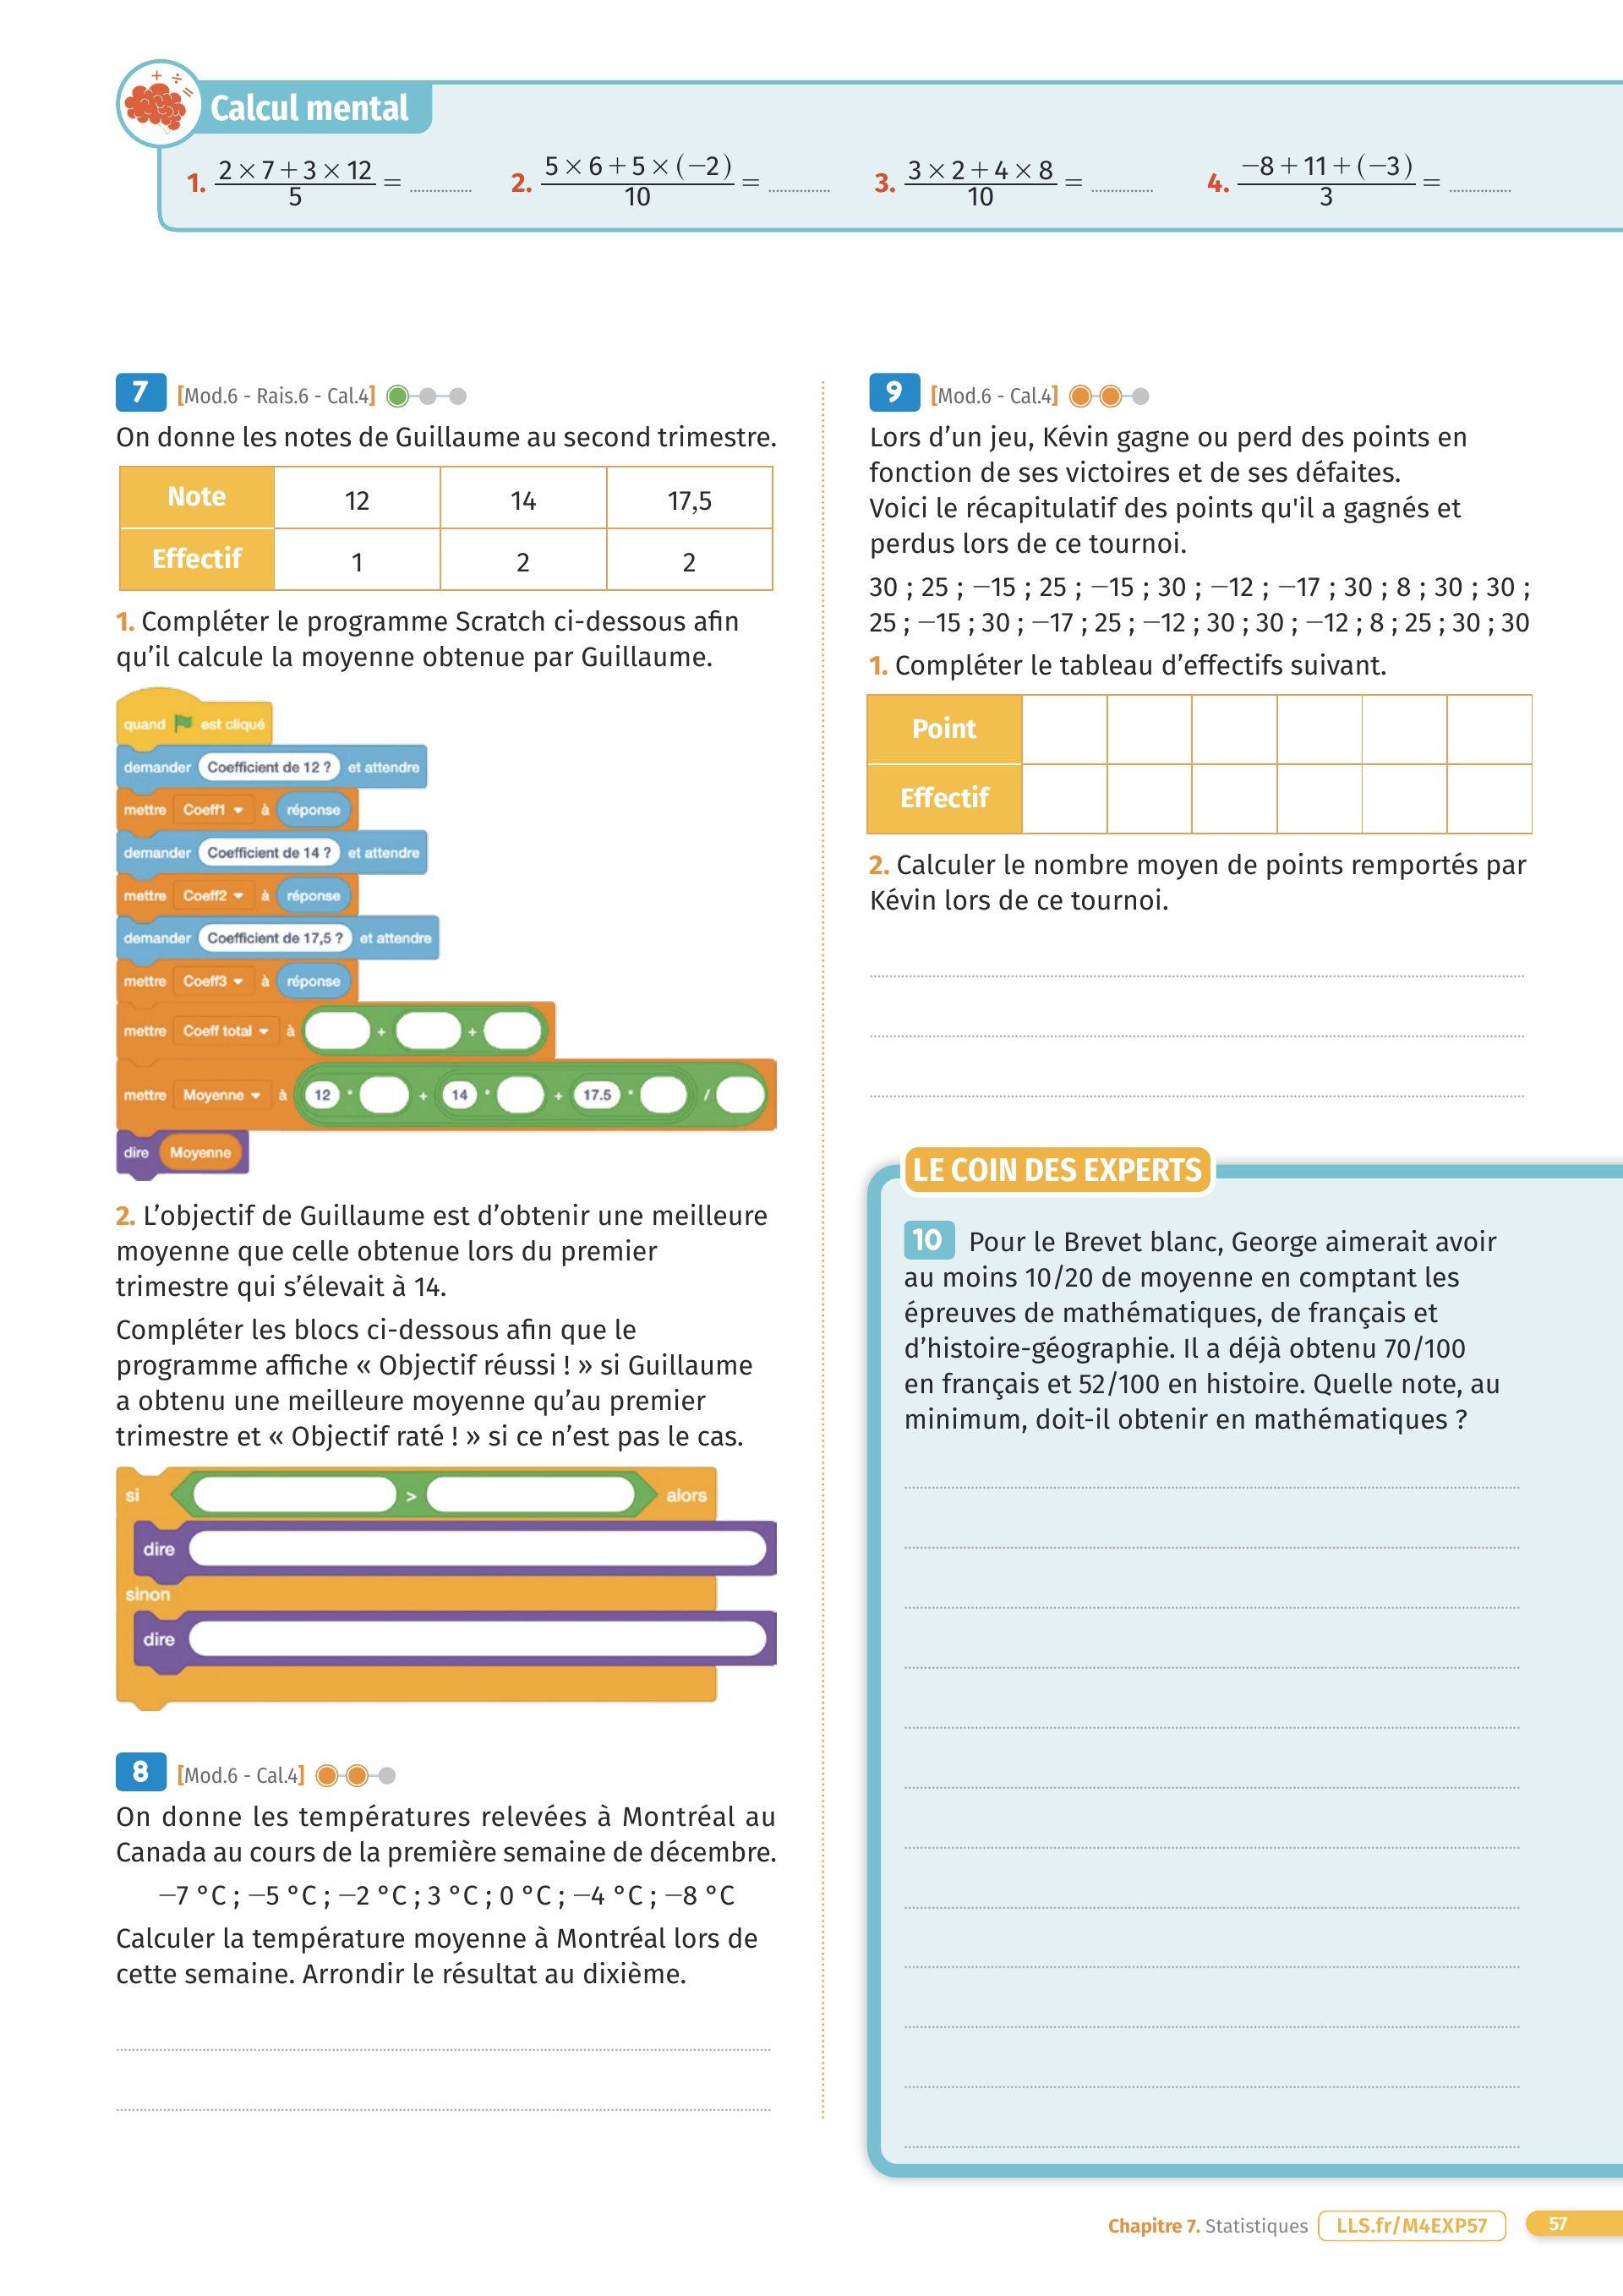 Calcul mental
1. 2 × 7 + 3 × 12 / 5 = ............ 2. 5 × 6 + 5 × (−2) / 10 = ............ 3. 3 × 2 + 4 × 8 / 10 = ............ 4. −8 + 11 + (−3) / 3 = ............
7 [Mod.6 - Rais.6 - Cal.4]
On donne les notes de Guillaume au second trimestre.
Note 12 14 17,5
Effectif 1 2 2
1. Compléter le programme Scratch ci-dessous afin
qu’il calcule la moyenne obtenue par Guillaume.
quand est cliqué
demander Coefficient de 12 ? et attendre
mettre Coeff1 à réponse
demander Coefficient de 14 ? et attendre
mettre Coeff2 à réponse
demander Coefficient de 17,5 ? et attendre
mettre Coeff3 à réponse
mettre Coeff total à + +
mettre Moyenne à 12 * + 14 * + 17.5 * /
dire Moyenne
2. L’objectif de Guillaume est d’obtenir une meilleure
moyenne que celle obtenue lors du premier
trimestre qui s’élevait à 14.
Compléter les blocs ci-dessous afin que le
programme affiche « Objectif réussi ! » si Guillaume
a obtenu une meilleure moyenne qu’au premier
trimestre et « Objectif raté ! » si ce n’est pas le cas.
si > alors
dire
sinon
dire
8 [Mod.6 - Cal.4]
On donne les températures relevées à Montréal au
Canada au cours de la première semaine de décembre.
−7 °C ; −5 °C ; −2 °C ; 3 °C ; 0 °C ; −4 °C ; −8 °C
Calculer la température moyenne à Montréal lors de
cette semaine. Arrondir le résultat au dixième.
9 [Mod.6 - Cal.4]
Lors d’un jeu, Kévin gagne ou perd des points en
fonction de ses victoires et de ses défaites.
Voici le récapitulatif des points qu'il a gagnés et
perdus lors de ce tournoi.
30 ; 25 ; −15 ; 25 ; −15 ; 30 ; −12 ; −17 ; 30 ; 8 ; 30 ; 30 ;
25 ; −15 ; 30 ; −17 ; 25 ; −12 ; 30 ; 30 ; −12 ; 8 ; 25 ; 30 ; 30
1. Compléter le tableau d’effectifs suivant.
Point
Effectif
2. Calculer le nombre moyen de points remportés par
Kévin lors de ce tournoi.
LE COIN DES EXPERTS
10 Pour le Brevet blanc, George aimerait avoir
au moins 10/20 de moyenne en comptant les
épreuves de mathématiques, de français et
d’histoire-géographie. Il a déjà obtenu 70/100
en français et 52/100 en histoire. Quelle note, au
minimum, doit-il obtenir en mathématiques ?
Chapitre 7. Statistiques LLS.fr/M4EXP57 57